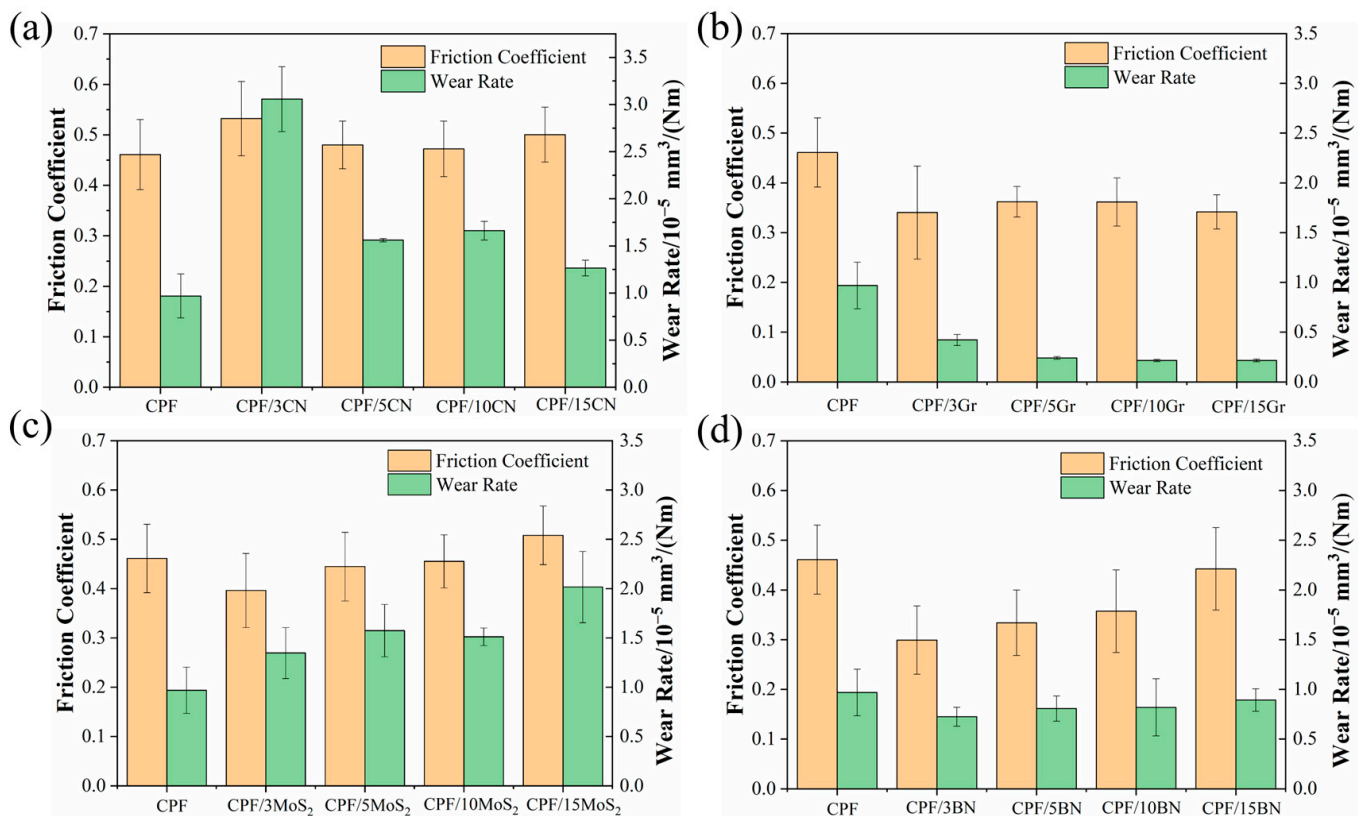 (a)
Friction Coefficient
0.7
0.6
0.5
0.4
0.3
0.2
0.1
0.0
Friction Coefficient
Wear Rate
3.5
3.0
2.5
2.0
1.5
1.0
0.5
0.0
Wear Rate/10⁻⁵ mm³/(Nm)
CPF CPF/3CN CPF/5CN CPF/10CN CPF/15CN
(b)
Friction Coefficient
0.7
0.6
0.5
0.4
0.3
0.2
0.1
0.0
Friction Coefficient
Wear Rate
3.5
3.0
2.5
2.0
1.5
1.0
0.5
0.0
Wear Rate/10⁻⁵ mm³/(Nm)
CPF CPF/3Gr CPF/5Gr CPF/10Gr CPF/15Gr
(c)
Friction Coefficient
0.7
0.6
0.5
0.4
0.3
0.2
0.1
0.0
Friction Coefficient
Wear Rate
3.5
3.0
2.5
2.0
1.5
1.0
0.5
0.0
Wear Rate/10⁻⁵ mm³/(Nm)
CPF CPF/3MoS₂ CPF/5MoS₂ CPF/10MoS₂ CPF/15MoS₂
(d)
Friction Coefficient
0.7
0.6
0.5
0.4
0.3
0.2
0.1
0.0
Friction Coefficient
Wear Rate
3.5
3.0
2.5
2.0
1.5
1.0
0.5
0.0
Wear Rate/10⁻⁵ mm³/(Nm)
CPF CPF/3BN CPF/5BN CPF/10BN CPF/15BN